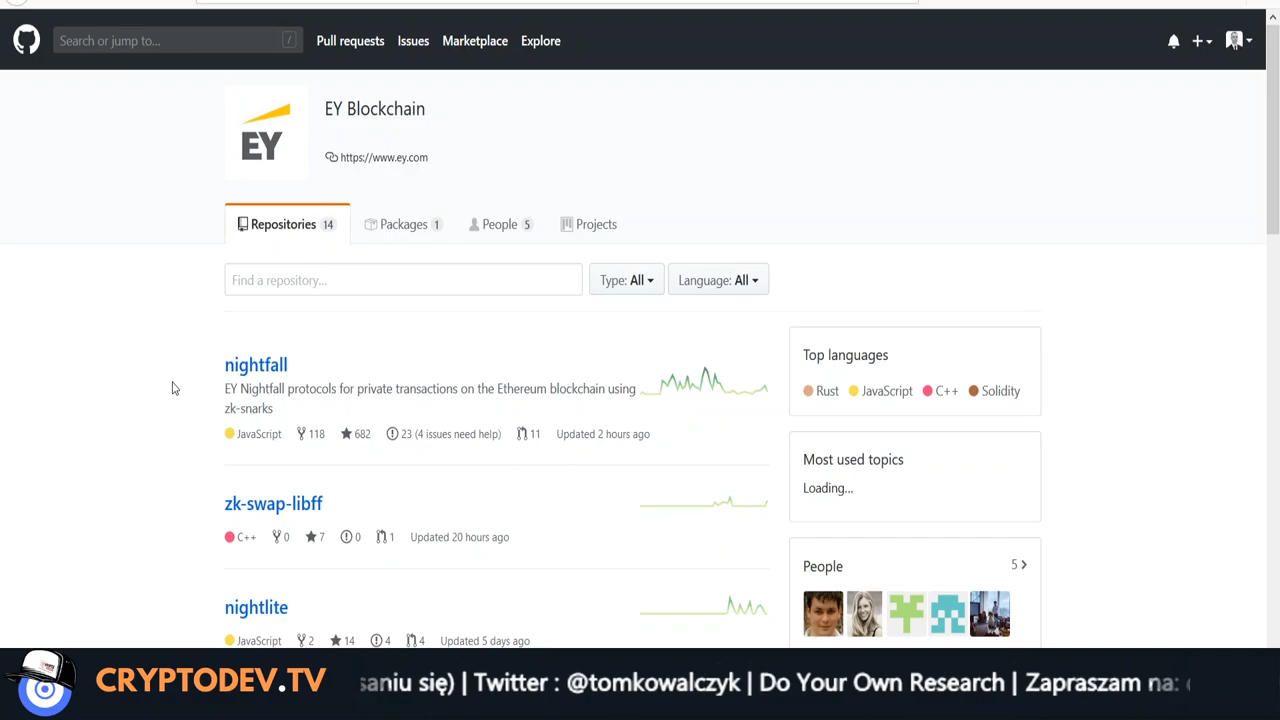 Search or jump to... / Pull requests Issues Marketplace Explore
EY
EY Blockchain
https://www.ey.com
Repositories 14 Packages 1 People 5 Projects
Find a repository... Type: All Language: All
nightfall
EY Nightfall protocols for private transactions on the Ethereum blockchain using
zk-snarks
JavaScript 118 682 23 (4 issues need help) 11 Updated 2 hours ago
Top languages
Rust JavaScript C++ Solidity
Most used topics
Loading...
zk-swap-libff
C++ 0 7 0 1 Updated 20 hours ago
People 5
nightlite
JavaScript 2 14 4 4 Updated 5 days ago
CRYPTODEV.TV
saniu się) | Twitter : @tomkowalczyk | Do Your Own Research | Zapraszam na: